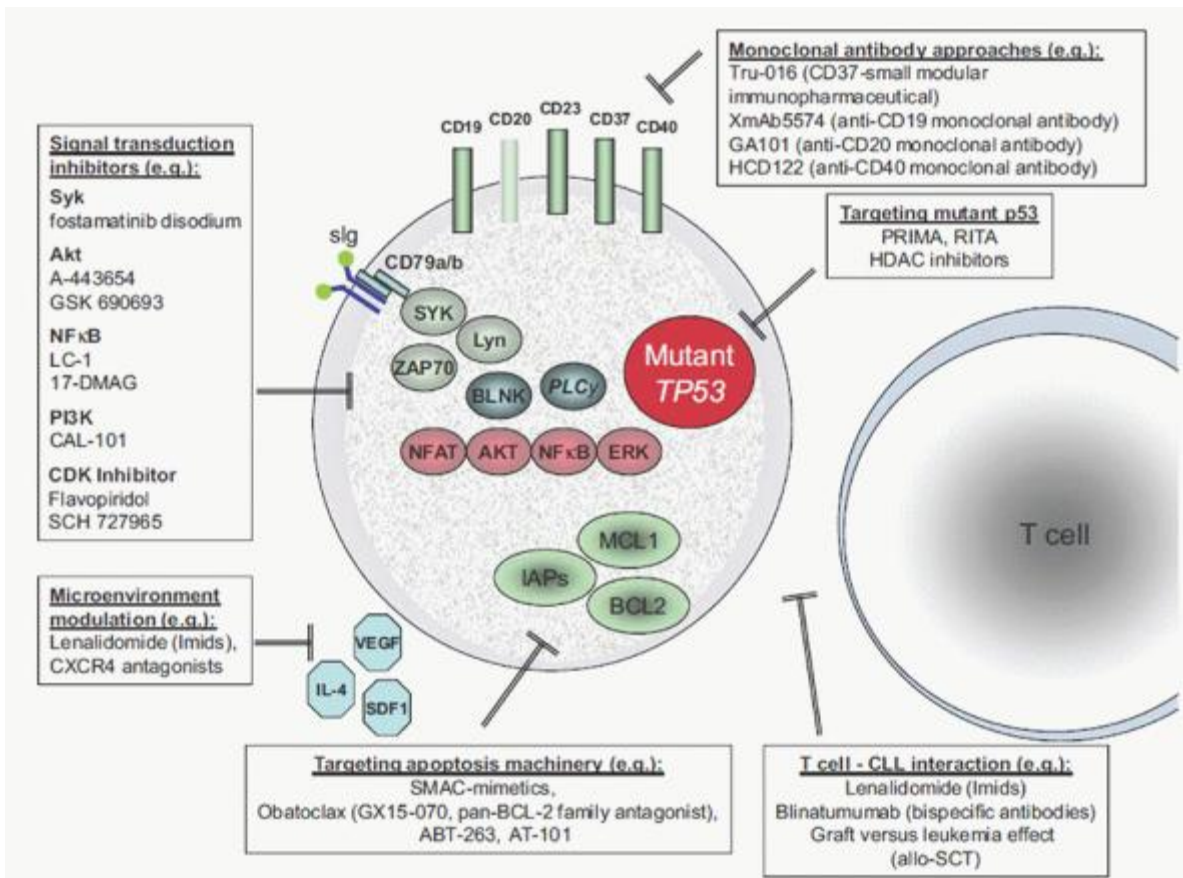 Monoclonal antibody approaches (e.g.):
Tru-016 (CD37-small modular
immunopharmaceutical)
XmAb5574 (anti-CD19 monoclonal antibody)
GA101 (anti-CD20 monoclonal antibody)
HCD122 (anti-CD40 monoclonal antibody)
CD19
CD20
CD23
CD37
CD40
Signal transduction
inhibitors (e.g.):
Syk
fostamatinib disodium
Akt
A-443654
GSK 690693
NFκB
LC-1
17-DMAG
PI3K
CAL-101
CDK Inhibitor
Flavopiridol
SCH 727965
Targeting mutant p53
PRIMA, RITA
HDAC inhibitors
sIg
CD79a/b
SYK
Lyn
ZAP70
BLNK
PLCγ
Mutant
TP53
NFAT
AKT
NFκB
ERK
MCL1
IAPs
BCL2
T cell
Microenvironment
modulation (e.g.):
Lenalidomide (Imids),
CXCR4 antagonists
VEGF
IL-4
SDF1
Targeting apoptosis machinery (e.g.):
SMAC-mimetics,
Obatoclax (GX15-070, pan-BCL-2 family antagonist),
ABT-263, AT-101
T cell - CLL interaction (e.g.):
Lenalidomide (Imids)
Blinatumumab (bispecific antibodies)
Graft versus leukemia effect
(allo-SCT)